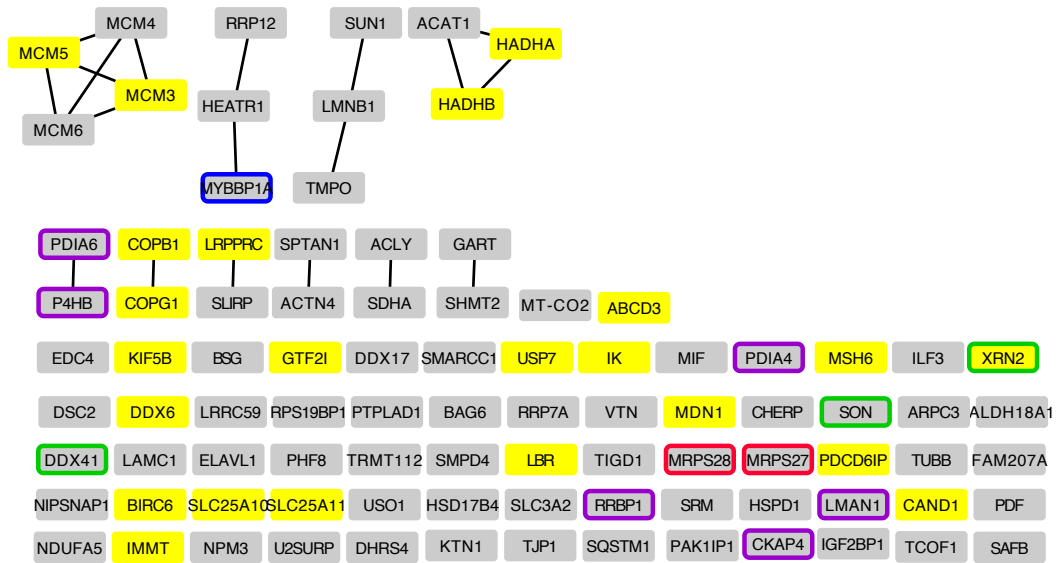 MCM4 RRP12 SUN1 ACAT1
MCM5 HADHA
MCM3 HEATR1 LMNB1 HADHB
MCM6
MYBBP1A TMPO
PDIA6 COPB1 LRPPRC SPTAN1 ACLY GART
P4HB COPG1 SLIRP ACTN4 SDHA SHMT2 MT-CO2 ABCD3
EDC4 KIF5B BSG GTF2I DDX17 SMARCC1 USP7 IK MIF PDIA4 MSH6 ILF3 XRN2
DSC2 DDX6 LRRC59 RPS19BP1 PTPLAD1 BAG6 RRP7A VTN MDN1 CHERP SON ARPC3 ALDH18A1
DDX41 LAMC1 ELAVL1 PHF8 TRMT112 SMPD4 LBR TIGD1 MRPS28 MRPS27 PDCD6IP TUBB FAM207A
NIPSNAP1 BIRC6 SLC25A10 SLC25A11 USO1 HSD17B4 SLC3A2 RRBP1 SRM HSPD1 LMAN1 CAND1 PDF
NDUFA5 IMMT NPM3 U2SURP DHRS4 KTN1 TJP1 SQSTM1 PAK1IP1 CKAP4 IGF2BP1 TCOF1 SAFB